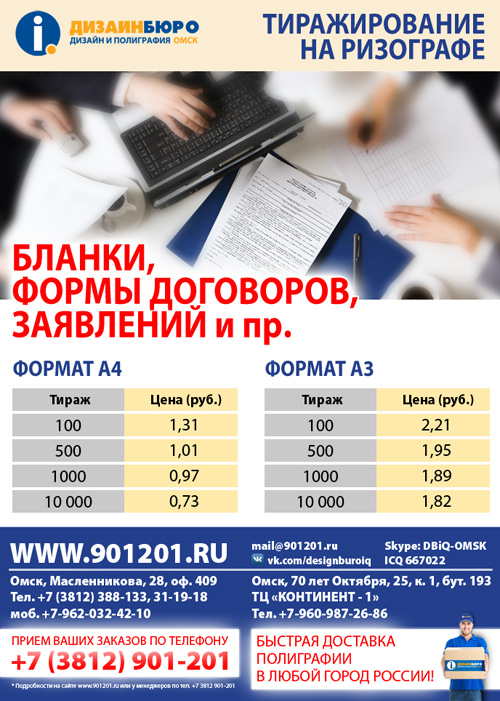 ДИЗАЙНБЮРО
ДИЗАЙН И ПОЛИГРАФИЯ ОМСК
ТИРАЖИРОВАНИЕ
НА РИЗОГРАФЕ
БЛАНКИ,
ФОРМЫ ДОГОВОРОВ,
ЗАЯВЛЕНИЙ и пр.
ФОРМАТ А4
Тираж Цена (руб.)
100 1,31
500 1,01
1000 0,97
10 000 0,73
ФОРМАТ А3
Тираж Цена (руб.)
100 2,21
500 1,95
1000 1,89
10 000 1,82
WWW.901201.RU
mail@901201.ru
vk.com/designburoiq
Skype: DBiQ-OMSK
ICQ 667022
Омск, Масленникова, 28, оф. 409
Тел. +7 (3812) 388-133, 31-19-18
моб. +7-962-032-42-10
Омск, 70 лет Октября, 25, к. 1, бут. 193
ТЦ «КОНТИНЕНТ - 1»
Тел. +7-960-987-26-86
ПРИЕМ ВАШИХ ЗАКАЗОВ ПО ТЕЛЕФОНУ
+7 (3812) 901-201
* Подробности на сайте www.901201.ru или у менеджеров по тел. +7 3812 901-201
БЫСТРАЯ ДОСТАВКА
ПОЛИГРАФИИ
В ЛЮБОЙ ГОРОД РОССИИ!
ДИЗАЙНБЮРО